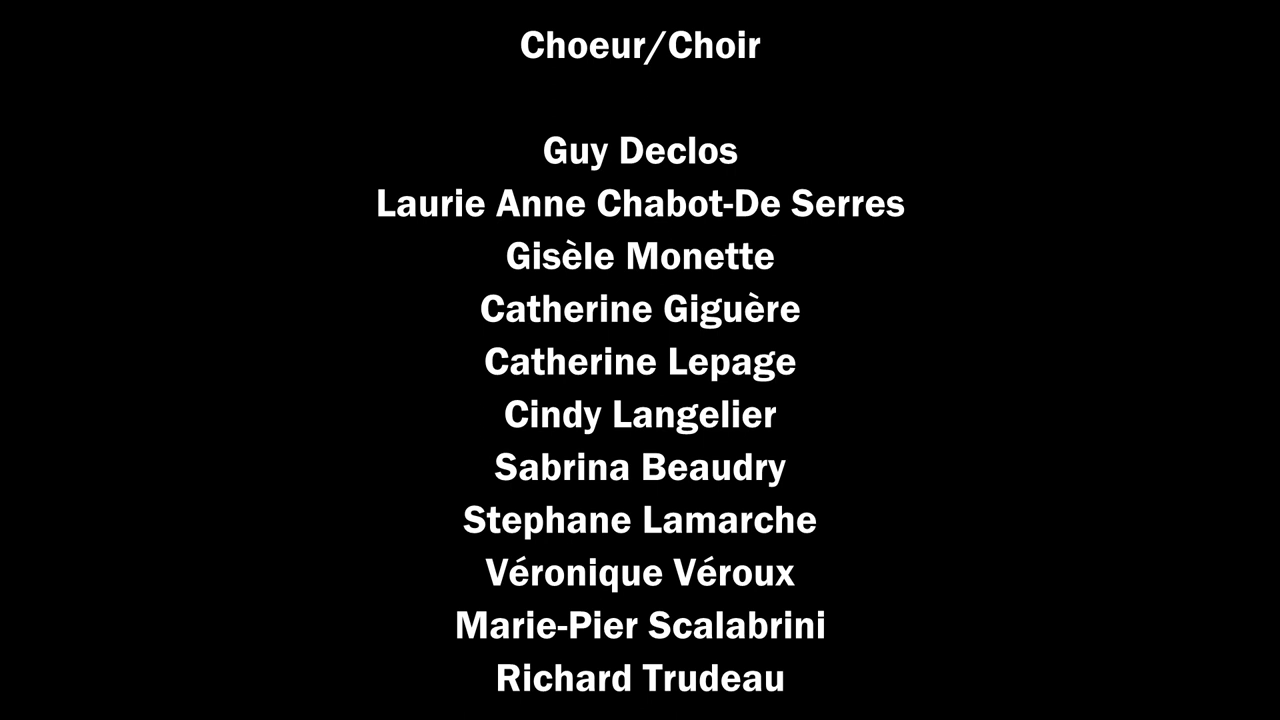 Choeur/Choir
Guy Declos
Laurie Anne Chabot-De Serres
Gisèle Monette
Catherine Giguère
Catherine Lepage
Cindy Langelier
Sabrina Beaudry
Stephane Lamarche
Véronique Véroux
Marie-Pier Scalabrini
Richard Trudeau